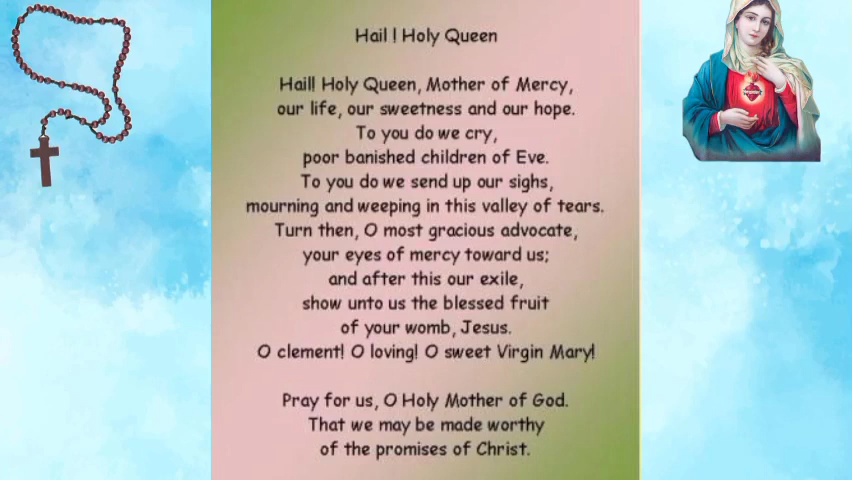 Hail ! Holy Queen
Hail! Holy Queen, Mother of Mercy,
our life, our sweetness and our hope.
To you do we cry,
poor banished children of Eve.
To you do we send up our sighs,
mourning and weeping in this valley of tears.
Turn then, O most gracious advocate,
your eyes of mercy toward us;
and after this our exile,
show unto us the blessed fruit
of your womb, Jesus.
O clement! O loving! O sweet Virgin Mary!
Pray for us, O Holy Mother of God.
That we may be made worthy
of the promises of Christ.